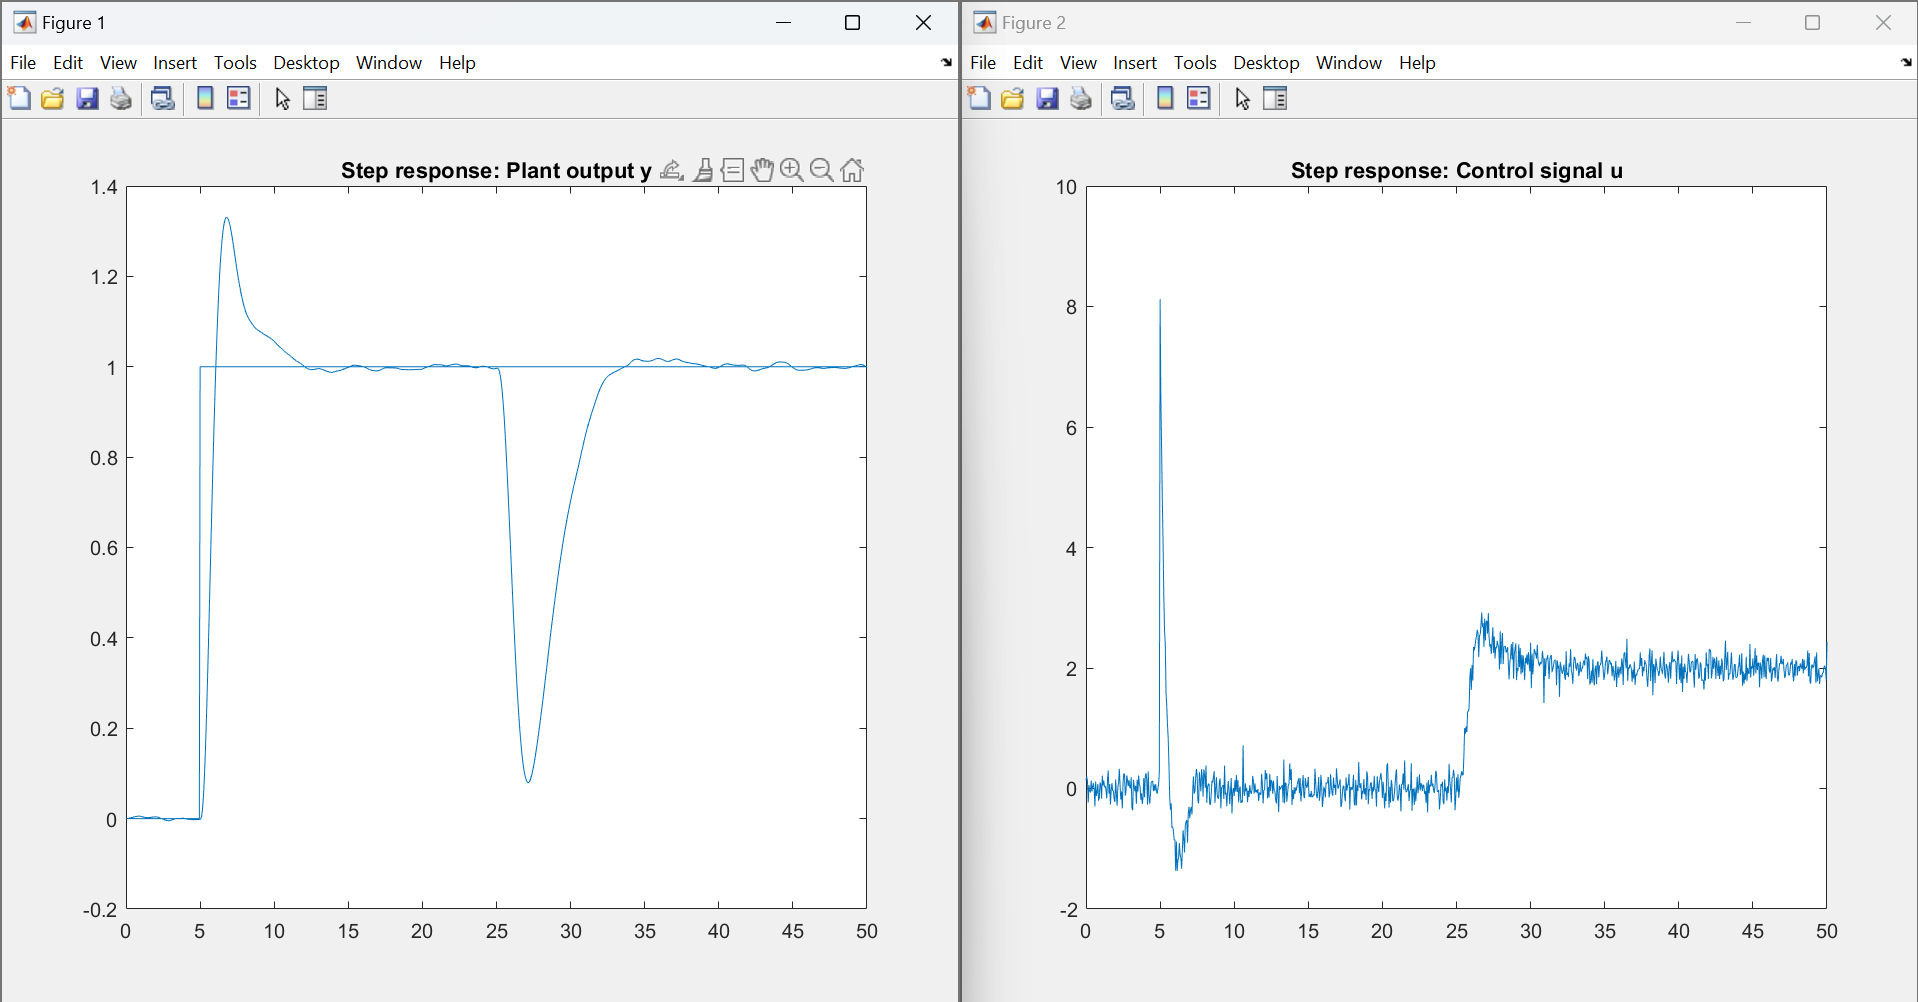 Figure 1
File Edit View Insert Tools Desktop Window Help
Step response: Plant output y
1.4
1.2
1
0.8
0.6
0.4
0.2
0
-0.2
0 5 10 15 20 25 30 35 40 45 50
Figure 2
File Edit View Insert Tools Desktop Window Help
Step response: Control signal u
10
8
6
4
2
0
-2
0 5 10 15 20 25 30 35 40 45 50